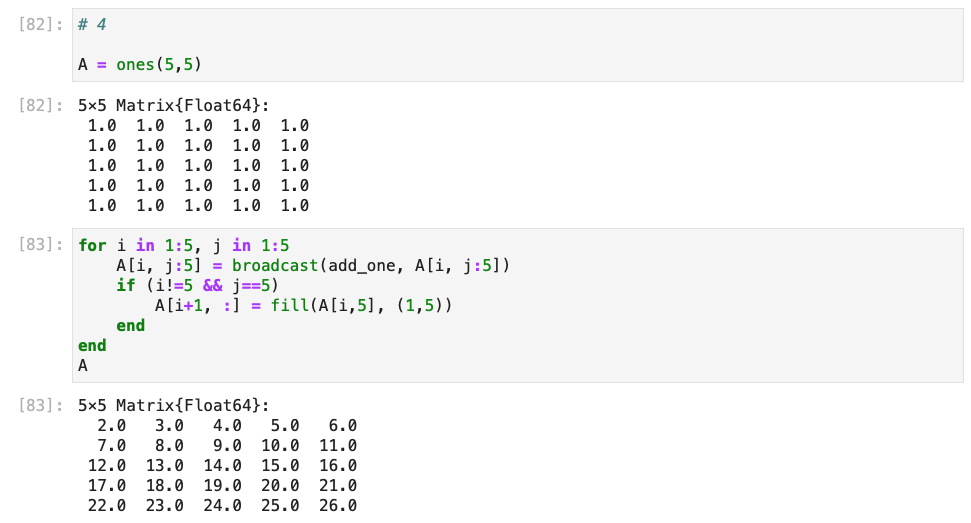 [82]: # 4
A = ones(5,5)
[82]: 5×5 Matrix{Float64}:
1.0 1.0 1.0 1.0 1.0
1.0 1.0 1.0 1.0 1.0
1.0 1.0 1.0 1.0 1.0
1.0 1.0 1.0 1.0 1.0
1.0 1.0 1.0 1.0 1.0
[83]: for i in 1:5, j in 1:5
A[i, j:5] = broadcast(add_one, A[i, j:5])
if (i!=5 && j==5)
A[i+1, :] = fill(A[i,5], (1,5))
end
end
A
[83]: 5×5 Matrix{Float64}:
2.0 3.0 4.0 5.0 6.0
7.0 8.0 9.0 10.0 11.0
12.0 13.0 14.0 15.0 16.0
17.0 18.0 19.0 20.0 21.0
22.0 23.0 24.0 25.0 26.0